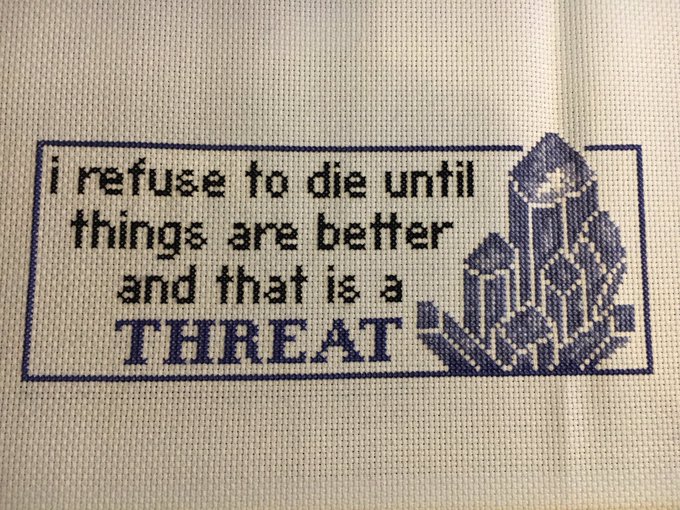 i refuse to die until
things are better
and that is a
THREAT